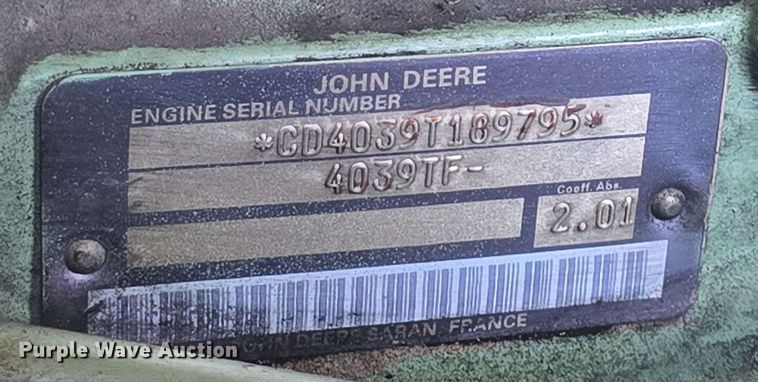 JOHN DEERE
ENGINE SERIAL NUMBER
*CD4039T189795*
4039TF-
Coeff. Abs.
2.01
JOHN DEERE SARAN, FRANCE
Purple Wave Auction